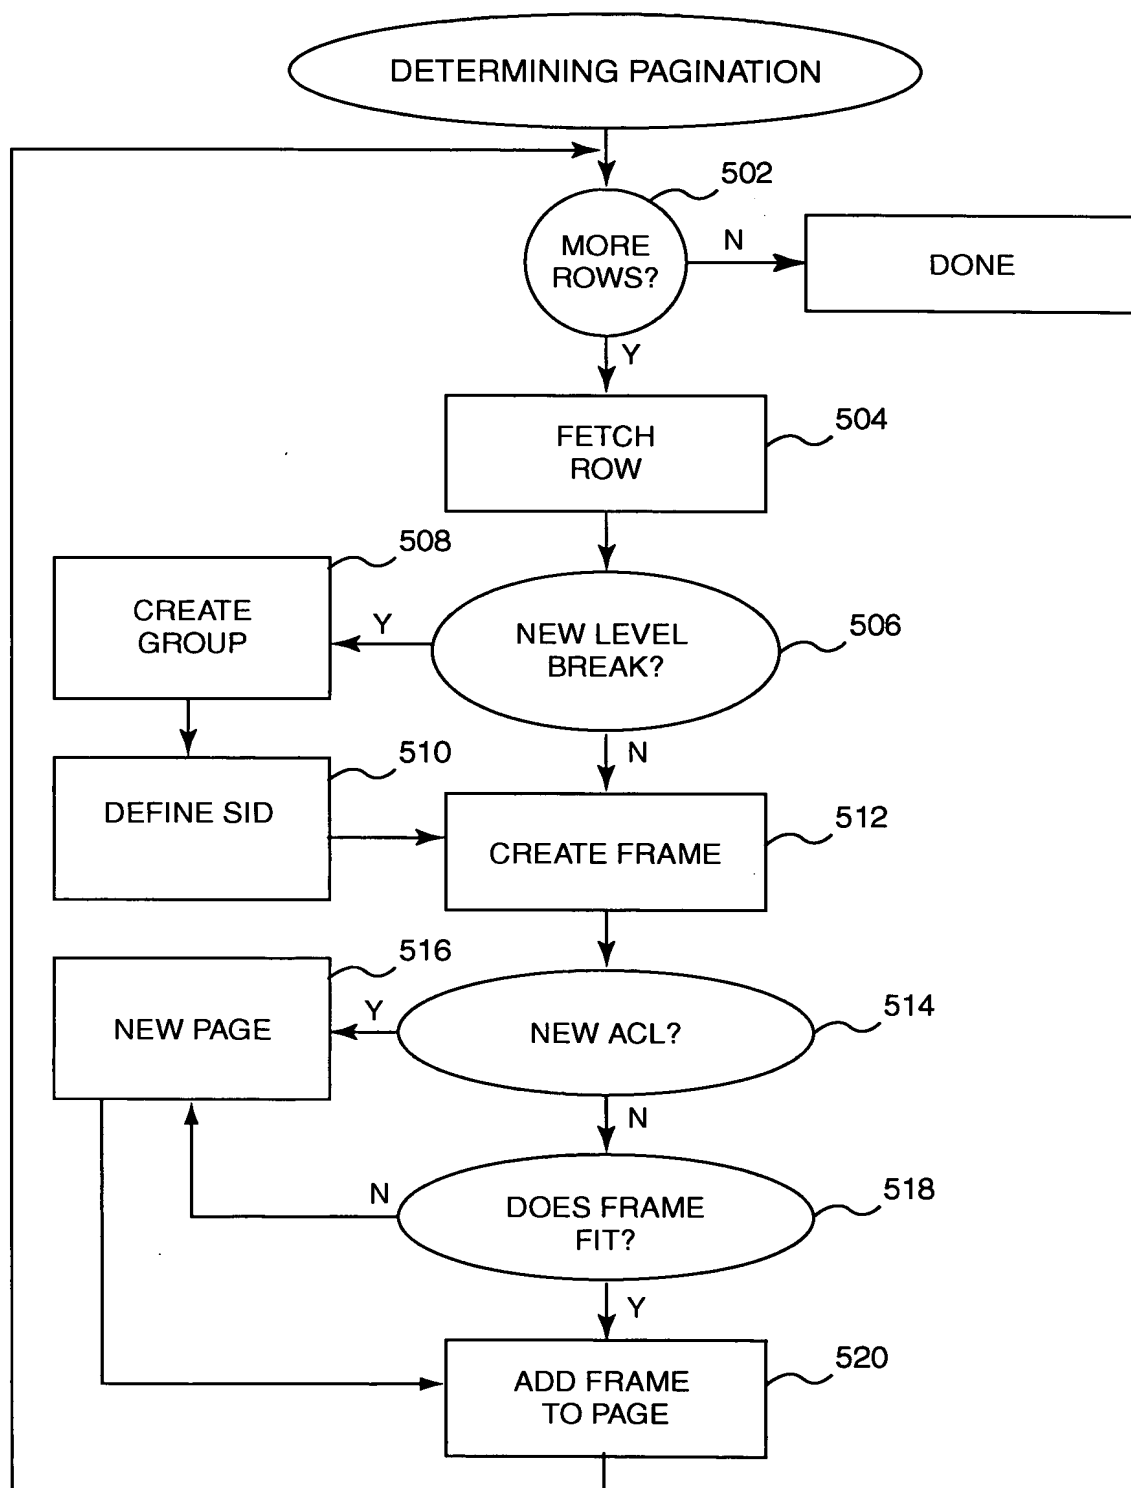 DETERMINING PAGINATION
502
MORE
ROWS?
N
DONE
Y
504
FETCH
ROW
508
CREATE
GROUP
Y
NEW LEVEL
BREAK?
506
N
510
DEFINE SID
512
CREATE FRAME
516
NEW PAGE
Y
NEW ACL?
514
N
N
DOES FRAME
FIT?
518
Y
ADD FRAME
TO PAGE
520